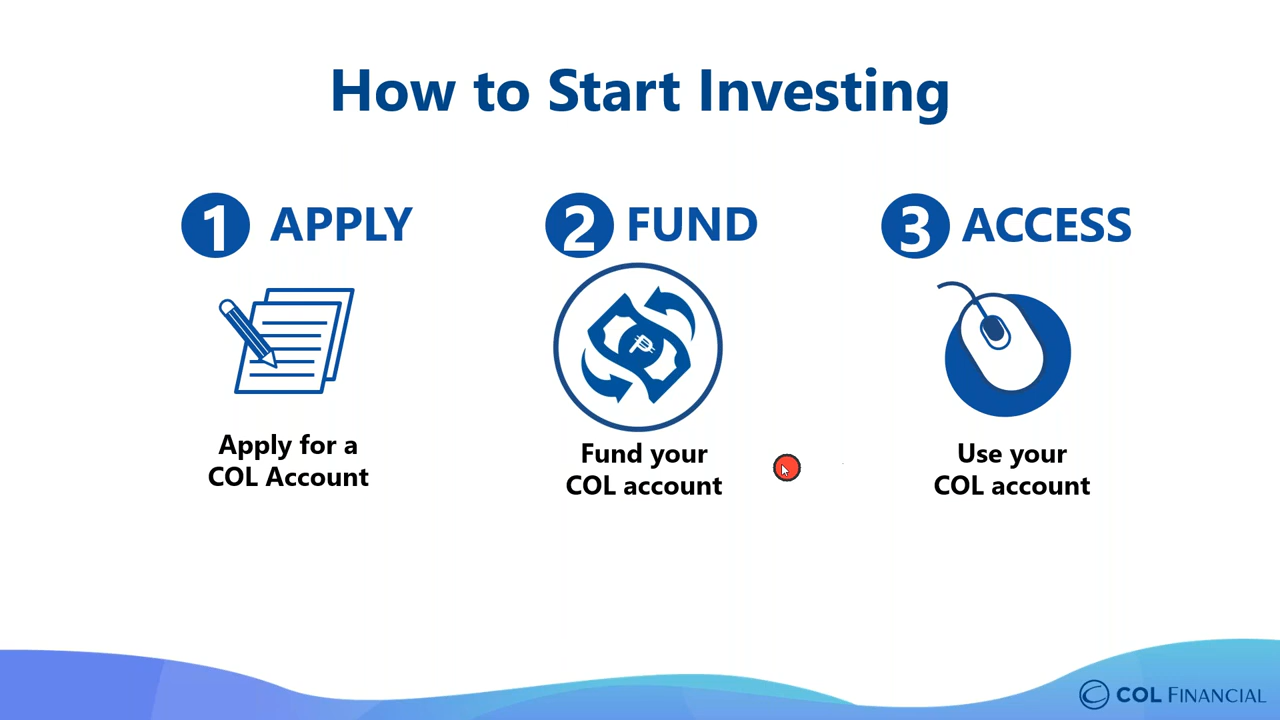 How to Start Investing
1 APPLY
Apply for a
COL Account
2 FUND
₱
Fund your
COL account
3 ACCESS
Use your
COL account
COL FINANCIAL